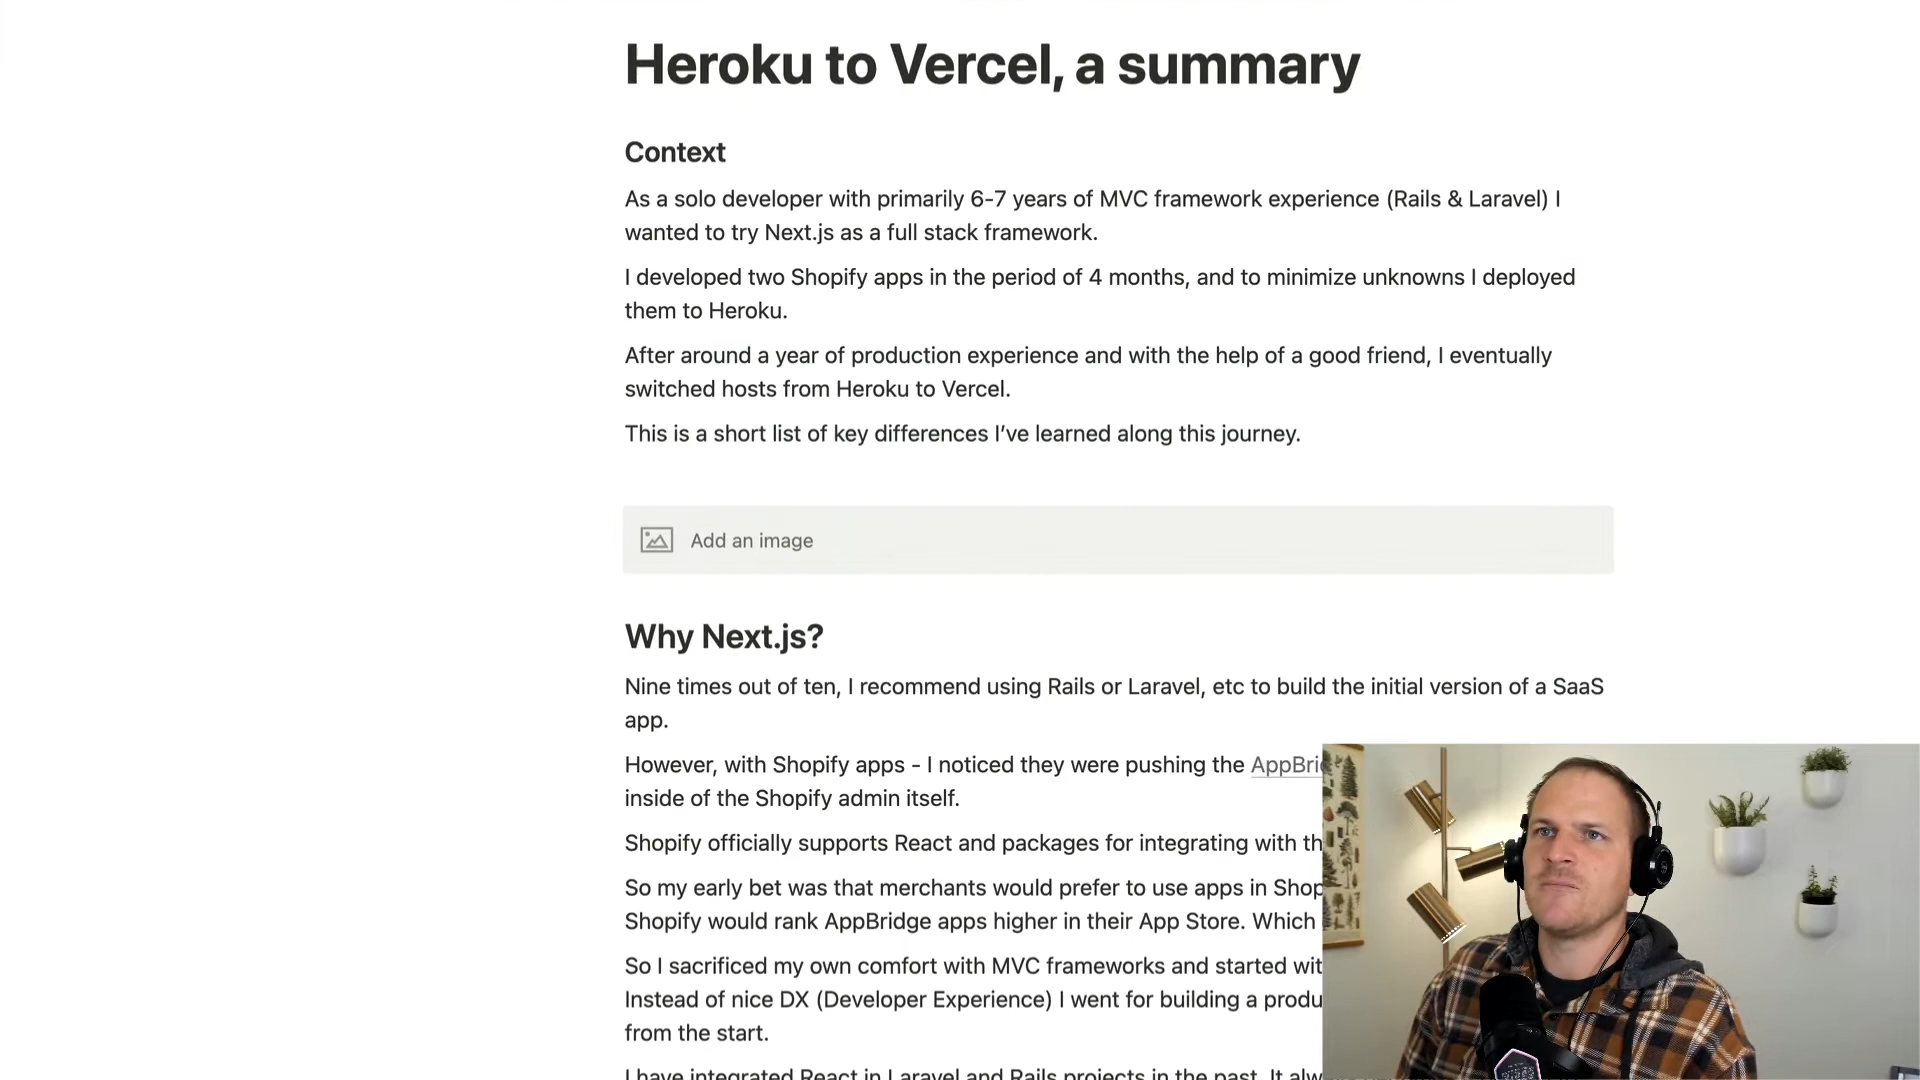 Heroku to Vercel, a summary
Context
As a solo developer with primarily 6-7 years of MVC framework experience (Rails & Laravel) I
wanted to try Next.js as a full stack framework.
I developed two Shopify apps in the period of 4 months, and to minimize unknowns I deployed
them to Heroku.
After around a year of production experience and with the help of a good friend, I eventually
switched hosts from Heroku to Vercel.
This is a short list of key differences I’ve learned along this journey.
Add an image
Why Next.js?
Nine times out of ten, I recommend using Rails or Laravel, etc to build the initial version of a SaaS
app.
However, with Shopify apps - I noticed they were pushing the
inside of the Shopify admin itself.
Shopify officially supports React and packages for integrating with
So my early bet was that merchants would prefer to use apps in
Shopify would rank AppBridge apps higher in their App Store. Which
So I sacrificed my own comfort with MVC frameworks and started
Instead of nice DX (Developer Experience) I went for building a
from the start.
I have integrated React in Laravel and Rails projects in the past. It